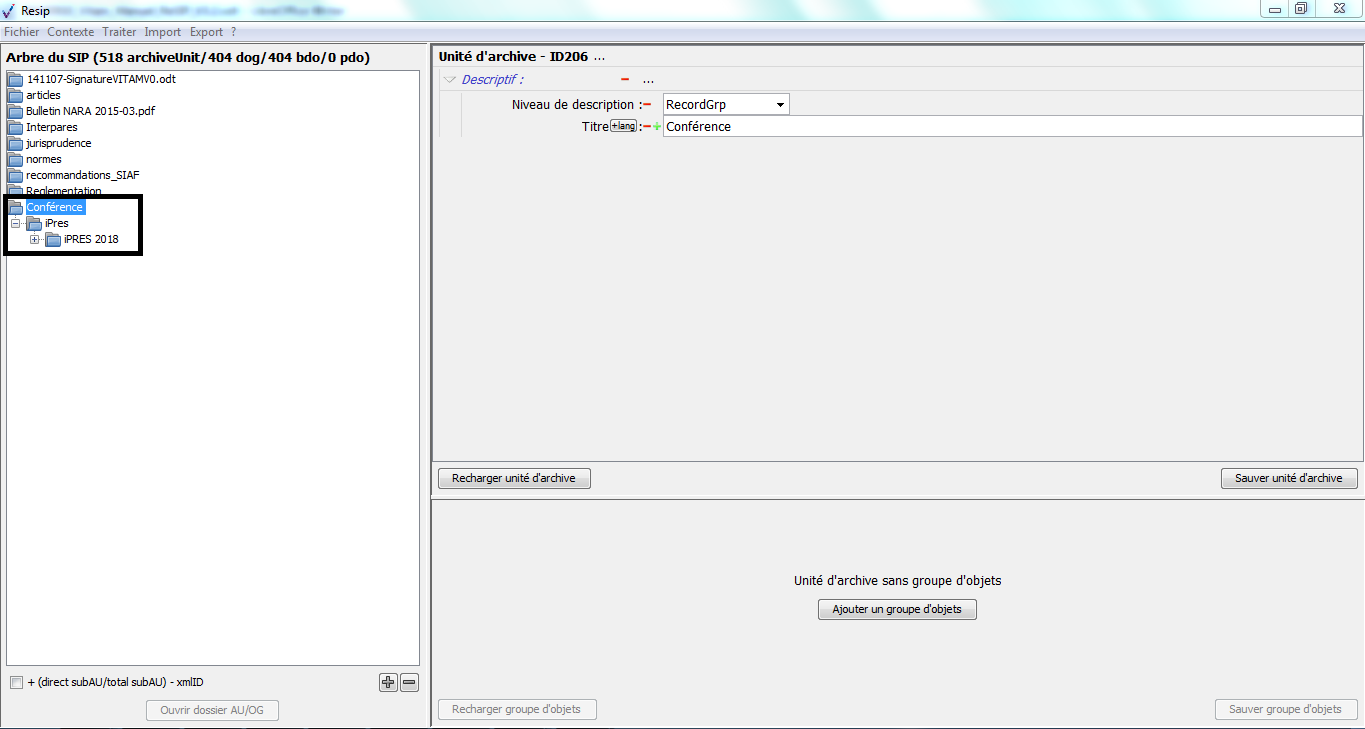 Resip
Fichier Contexte Traiter Import Export ?
Arbre du SIP (518 archiveUnit/404 dog/404 bdo/0 pdo)
141107-SignatureVITAMV0.odt
articles
Bulletin NARA 2015-03.pdf
Interpares
jurisprudence
normes
recommandations_SIAF
Reglementation
Conférence
iPres
iPRES 2018
+ (direct subAU/total subAU) - xmlID
Ouvrir dossier AU/OG
Unité d'archive - ID206 ...
Descriptif : ...
Niveau de description : RecordGrp
Titre +lang : Conférence
Recharger unité d'archive Sauver unité d'archive
Unité d'archive sans groupe d'objets
Ajouter un groupe d'objets
Recharger groupe d'objets Sauver groupe d'objets